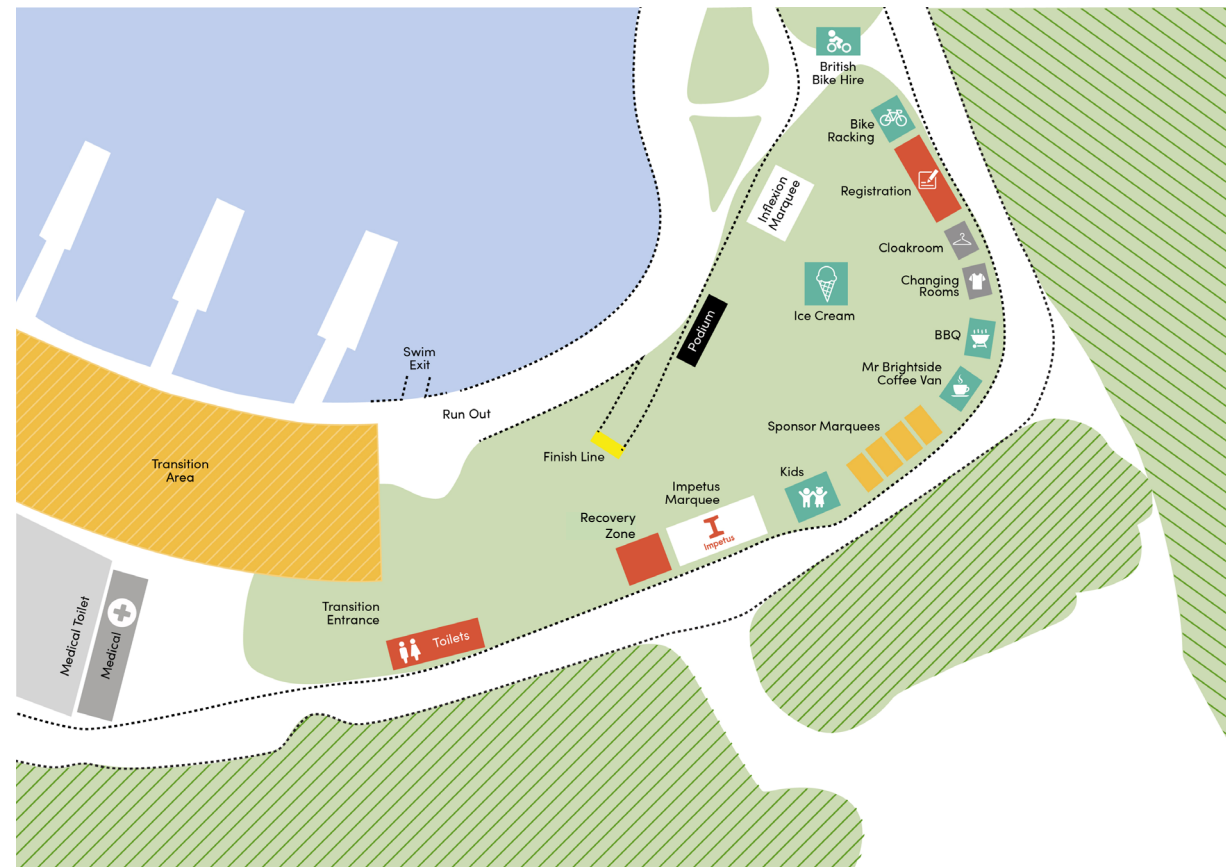 British
Bike Hire
Bike
Racking
Registration
Inflexion
Marquee
Cloakroom
Changing
Rooms
Ice Cream
Podium
BBQ
Swim
Exit
Mr Brightside
Coffee Van
Run Out
Sponsor Marquees
Finish Line
Transition
Area
Kids
Impetus
Marquee
Recovery
Zone
Impetus
Transition
Entrance
Toilets
Medical Toilet
Medical